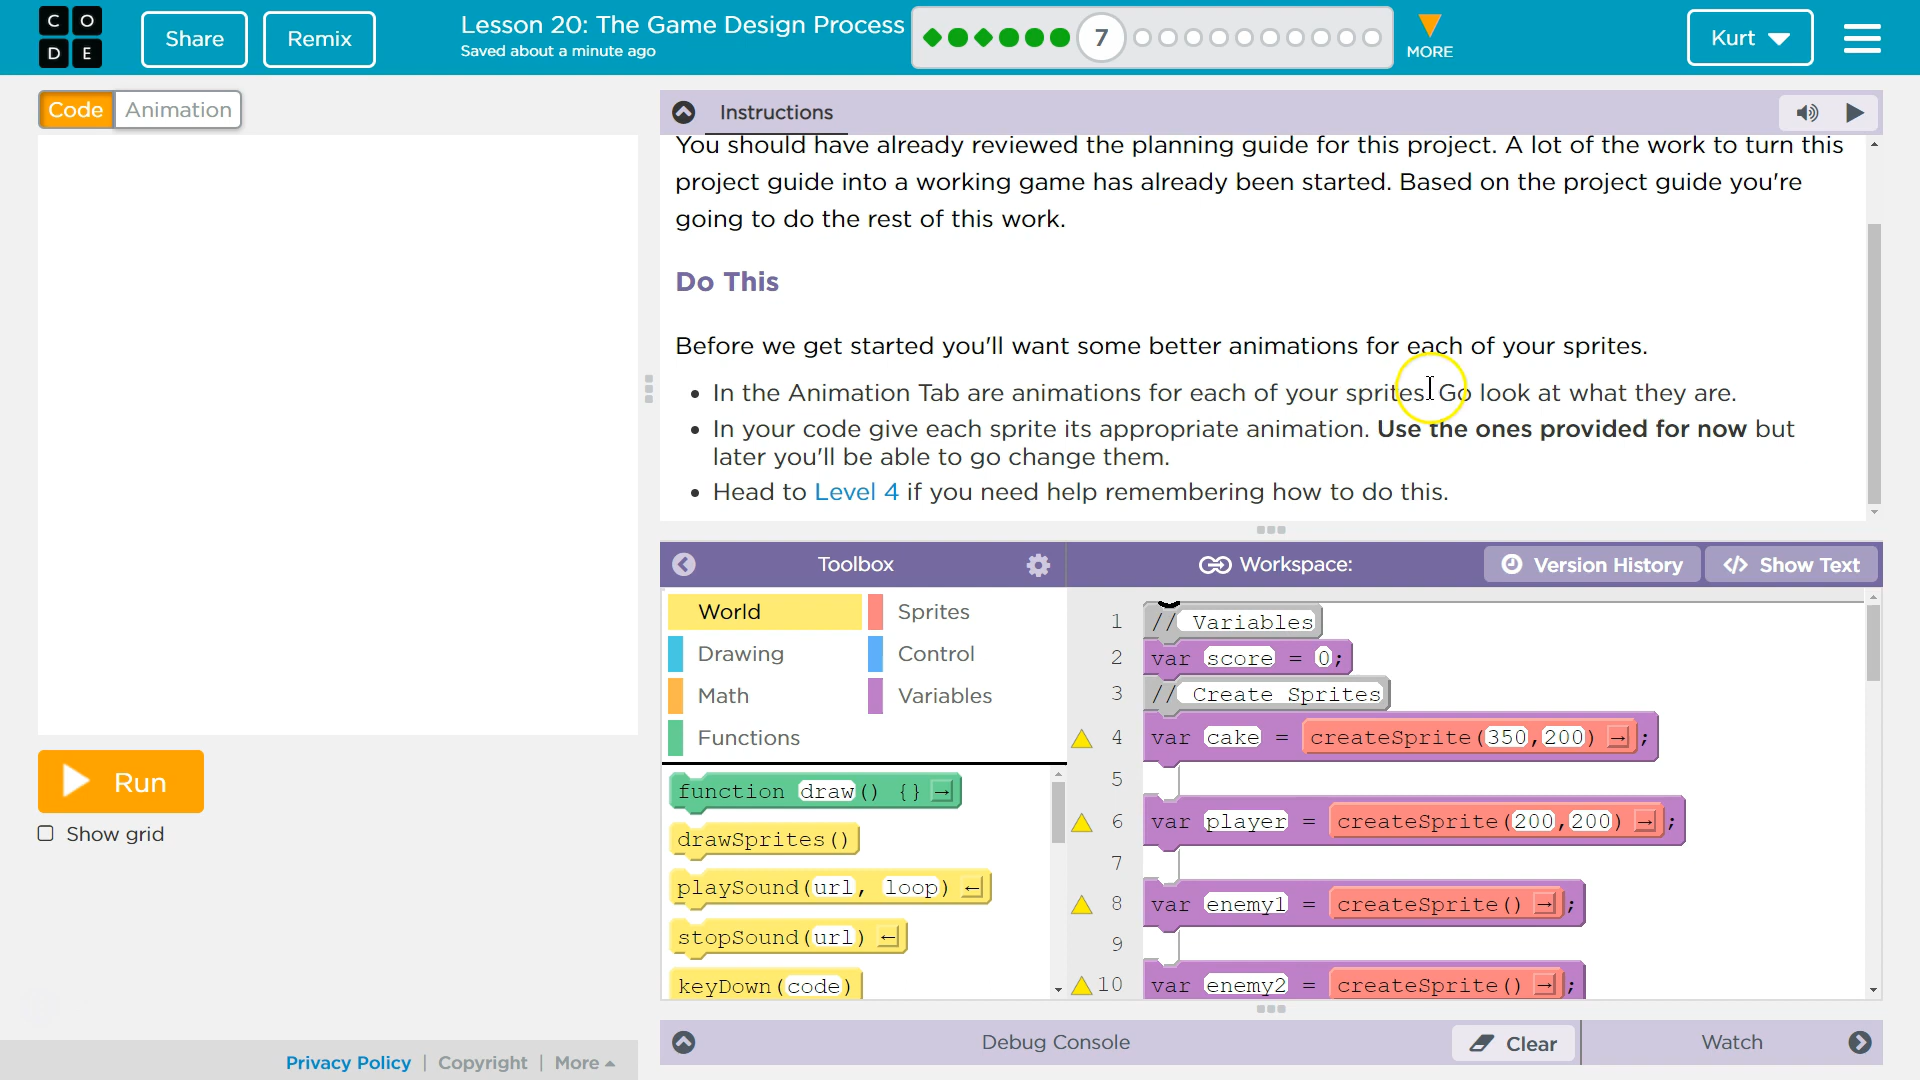 C O
D E
Share
Remix
Lesson 20: The Game Design Process
Saved about a minute ago
7
MORE
Kurt
Code
Animation
Instructions
You should have already reviewed the planning guide for this project. A lot of the work to turn this
project guide into a working game has already been started. Based on the project guide you're
going to do the rest of this work.
Do This
Before we get started you'll want some better animations for each of your sprites.
• In the Animation Tab are animations for each of your sprites. Go look at what they are.
• In your code give each sprite its appropriate animation. Use the ones provided for now but
later you'll be able to go change them.
• Head to Level 4 if you need help remembering how to do this.
Run
Show grid
Toolbox
Workspace:
Version History
</> Show Text
World
Sprites
Drawing
Control
Math
Variables
Functions
function draw() {} →
drawSprites()
playSound(url, loop) ←
stopSound(url) ←
keyDown(code)
1 // Variables
2 var score = 0;
3 // Create Sprites
4 var cake = createSprite(350,200) →;
5
6 var player = createSprite(200,200) →;
7
8 var enemy1 = createSprite() →;
9
10 var enemy2 = createSprite() →;
Debug Console
Clear
Watch
Privacy Policy | Copyright | More